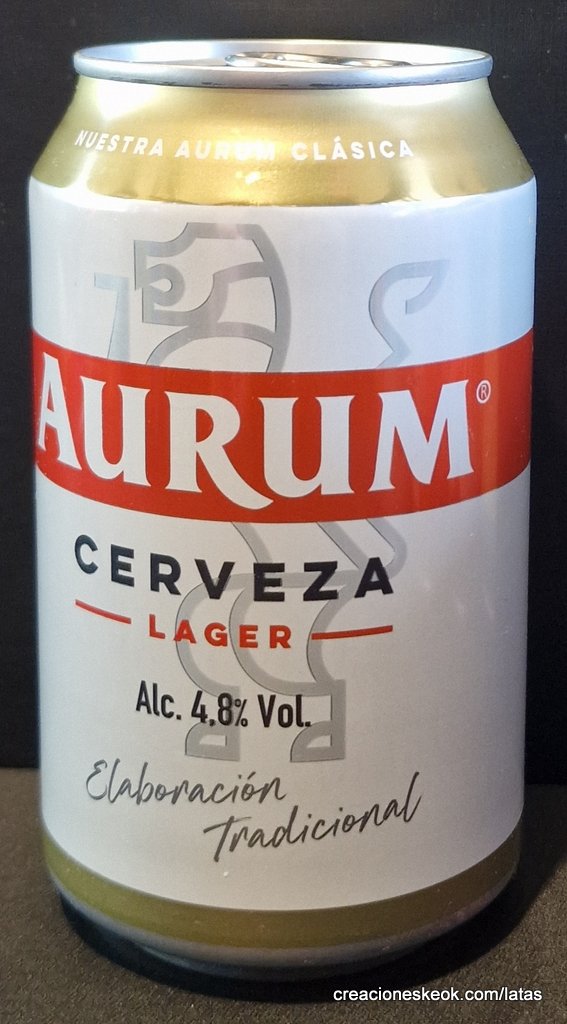 NUESTRA AURUM CLÁSICA
AURUM®
CERVEZA
LAGER
Alc. 4,8% Vol.
Elaboración
Tradicional
creacioneskeok.com/latas